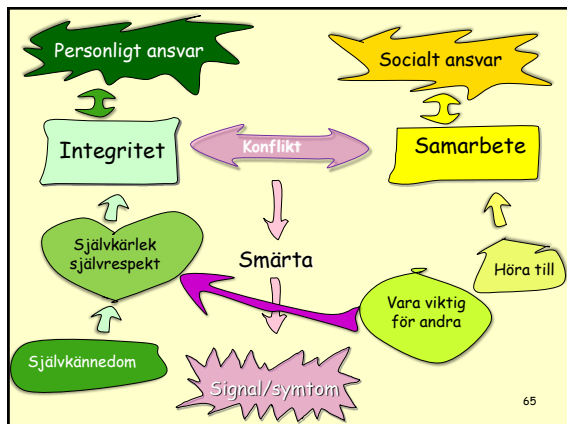 Personligt ansvar
Socialt ansvar
Integritet
Konflikt
Samarbete
Självkärlek
självrespekt
Smärta
Höra till
Vara viktig
för andra
Självkännedom
Signal/symtom
65